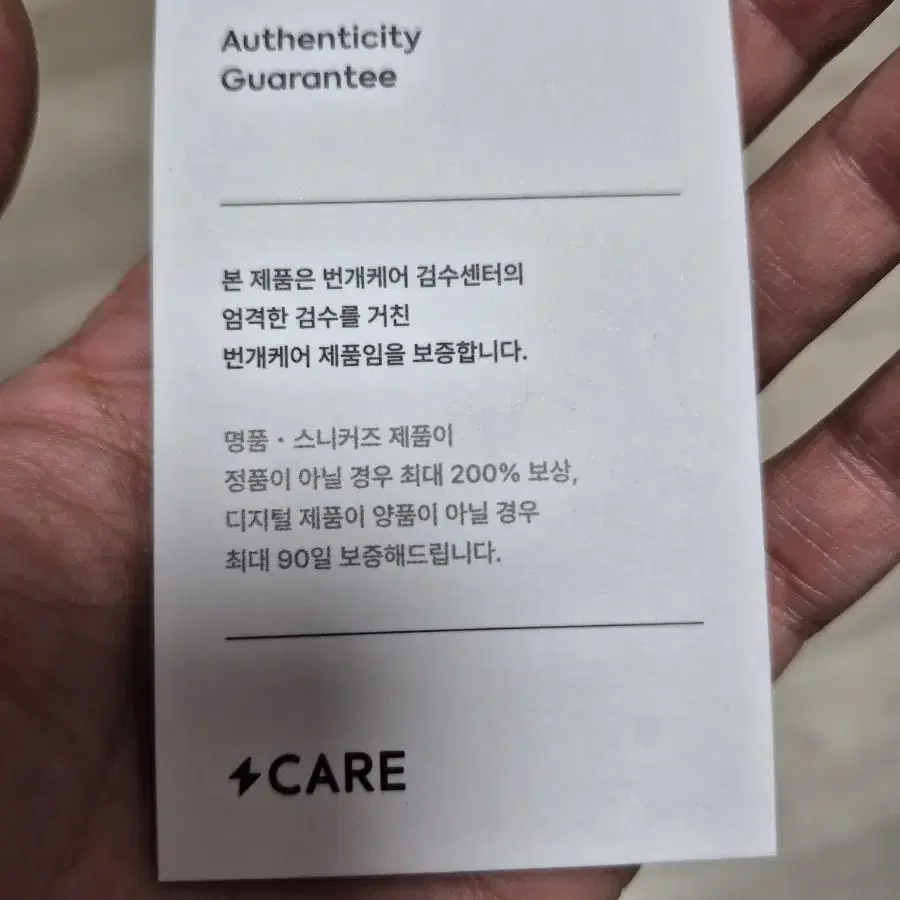 Authenticity
Guarantee
본 제품은 번개케어 검수센터의
엄격한 검수를 거친
번개케어 제품임을 보증합니다.
명품 · 스니커즈 제품이
정품이 아닐 경우 최대 200% 보상,
디지털 제품이 양품이 아닐 경우
최대 90일 보증해드립니다.
CARE